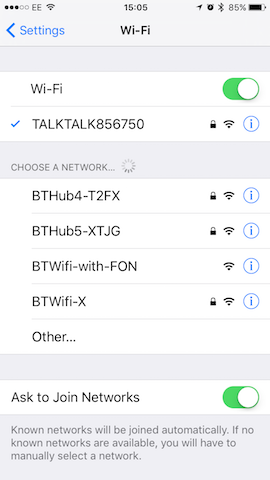 EE 15:05 85%
Settings Wi-Fi
Wi-Fi
TALKTALK856750
CHOOSE A NETWORK...
BTHub4-T2FX
BTHub5-XTJG
BTWifi-with-FON
BTWifi-X
Other...
Ask to Join Networks
Known networks will be joined automatically. If no
known networks are available, you will have to
manually select a network.